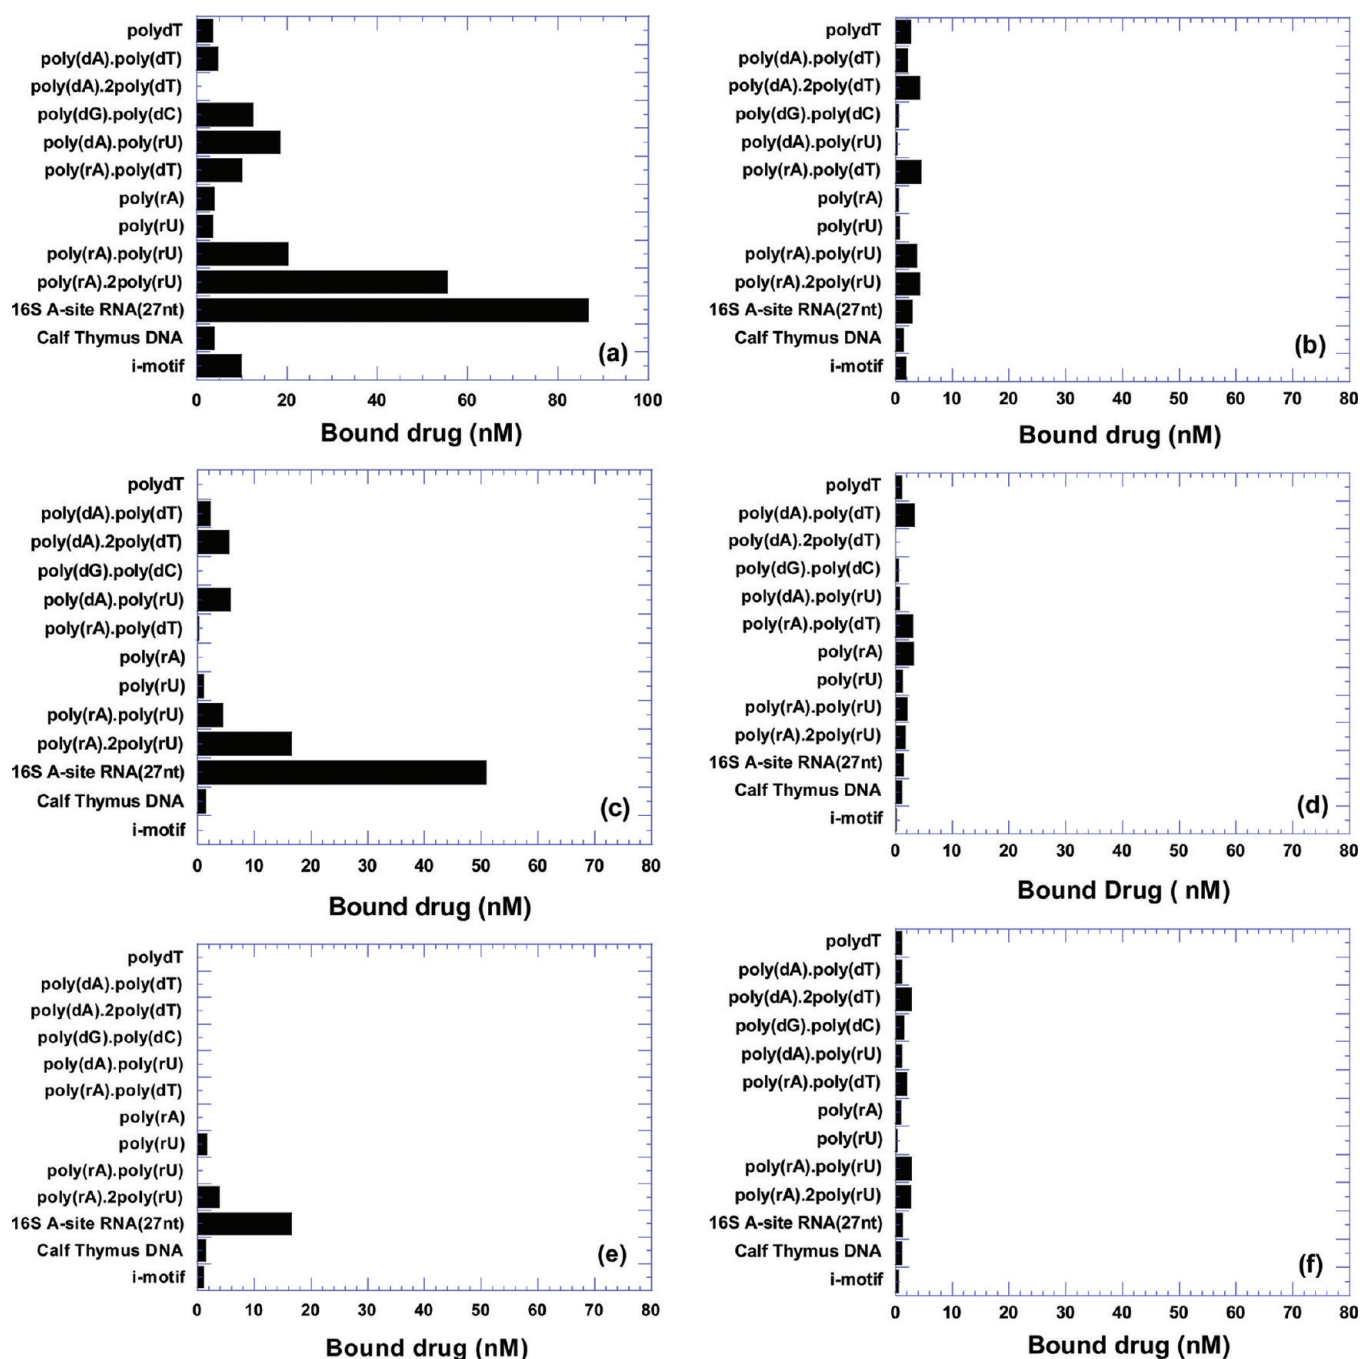 polydT
poly(dA).poly(dT)
poly(dA).2poly(dT)
poly(dG).poly(dC)
poly(dA).poly(rU)
poly(rA).poly(dT)
poly(rA)
poly(rU)
poly(rA).poly(rU)
poly(rA).2poly(rU)
16S A-site RNA(27nt)
Calf Thymus DNA
i-motif
(a)
0 20 40 60 80 100
Bound drug (nM)
polydT
poly(dA).poly(dT)
poly(dA).2poly(dT)
poly(dG).poly(dC)
poly(dA).poly(rU)
poly(rA).poly(dT)
poly(rA)
poly(rU)
poly(rA).poly(rU)
poly(rA).2poly(rU)
16S A-site RNA(27nt)
Calf Thymus DNA
i-motif
(b)
0 10 20 30 40 50 60 70 80
Bound drug (nM)
polydT
poly(dA).poly(dT)
poly(dA).2poly(dT)
poly(dG).poly(dC)
poly(dA).poly(rU)
poly(rA).poly(dT)
poly(rA)
poly(rU)
poly(rA).poly(rU)
poly(rA).2poly(rU)
16S A-site RNA(27nt)
Calf Thymus DNA
i-motif
(c)
0 10 20 30 40 50 60 70 80
Bound drug (nM)
polydT
poly(dA).poly(dT)
poly(dA).2poly(dT)
poly(dG).poly(dC)
poly(dA).poly(rU)
poly(rA).poly(dT)
poly(rA)
poly(rU)
poly(rA).poly(rU)
poly(rA).2poly(rU)
16S A-site RNA(27nt)
Calf Thymus DNA
i-motif
(d)
0 10 20 30 40 50 60 70 80
Bound Drug ( nM)
polydT
poly(dA).poly(dT)
poly(dA).2poly(dT)
poly(dG).poly(dC)
poly(dA).poly(rU)
poly(rA).poly(dT)
poly(rA)
poly(rU)
poly(rA).poly(rU)
poly(rA).2poly(rU)
16S A-site RNA(27nt)
Calf Thymus DNA
i-motif
(e)
0 10 20 30 40 50 60 70 80
Bound drug (nM)
polydT
poly(dA).poly(dT)
poly(dA).2poly(dT)
poly(dG).poly(dC)
poly(dA).poly(rU)
poly(rA).poly(dT)
poly(rA)
poly(rU)
poly(rA).poly(rU)
poly(rA).2poly(rU)
16S A-site RNA(27nt)
Calf Thymus DNA
i-motif
(f)
0 10 20 30 40 50 60 70 80
Bound drug (nM)